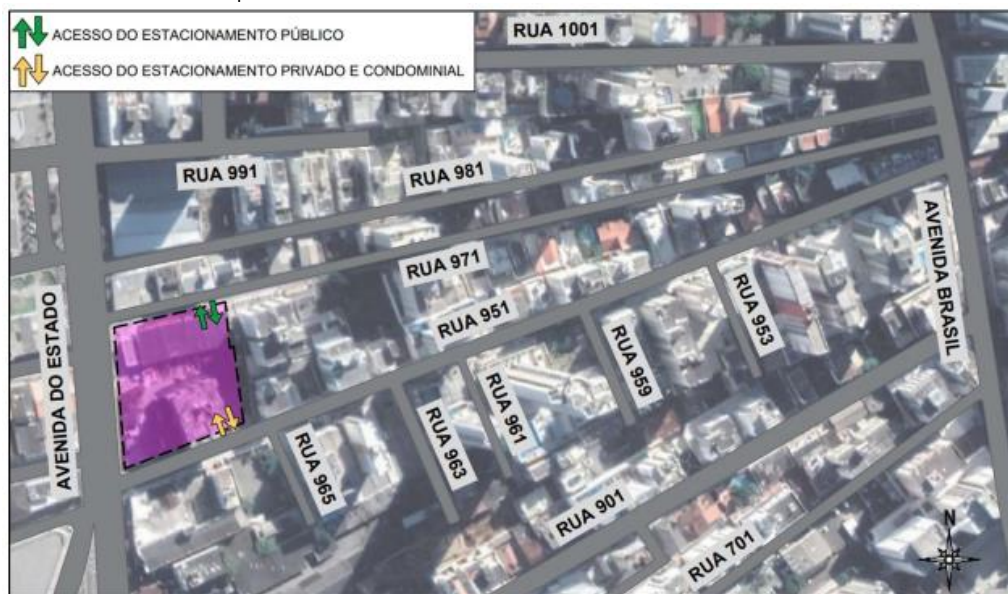 ACESSO DO ESTACIONAMENTO PÚBLICO
ACESSO DO ESTACIONAMENTO PRIVADO E CONDOMINIAL
RUA 1001
RUA 991
RUA 981
RUA 971
RUA 951
AVENIDA DO ESTADO
AVENIDA BRASIL
RUA 953
RUA 959
RUA 961
RUA 963
RUA 965
RUA 901
RUA 701
N